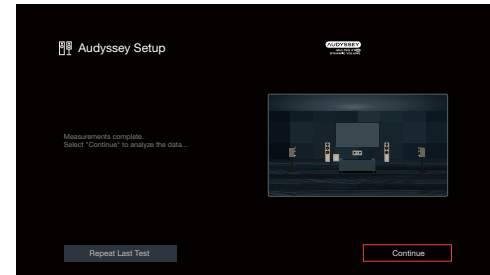 Audyssey Setup
AUDYSSEY
Measurements complete.
Select "Continue" to analyze the data...
Repeat Last Test
Continue